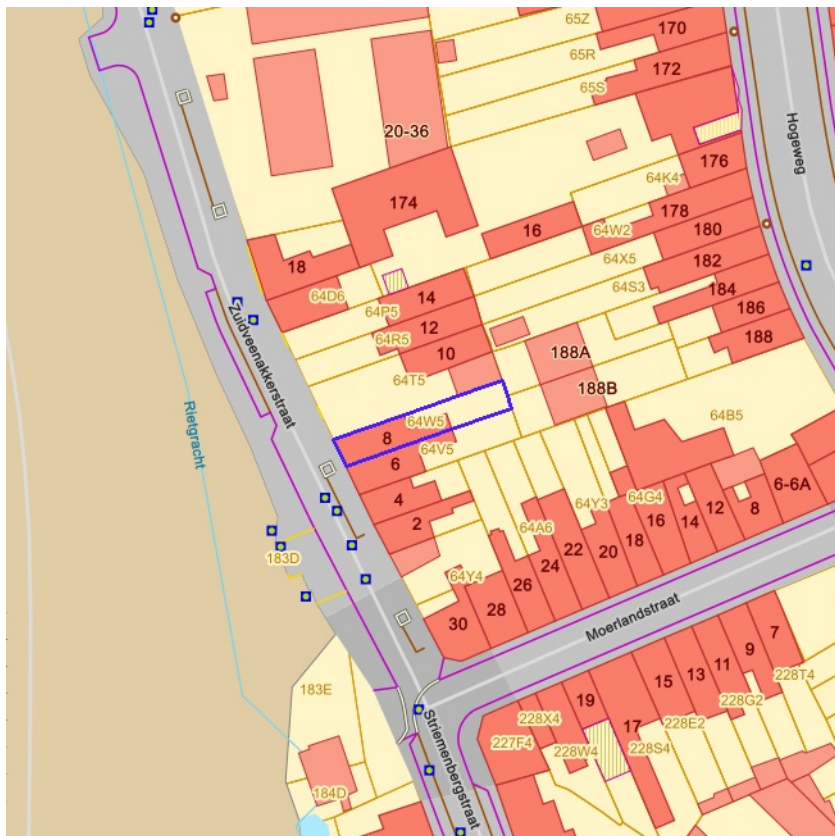 65Z
170
65R
172
65S
20-36
Hogeweg
176
64K4
174
178
16
64W2
180
64X5
182
18
64S3
64D6
14
184
64P5
186
12
64R5
188
10
188A
Zuidveenakkerstraat
64T5
188B
Rietgracht
64W5
64B5
8
64V5
6
4
64Y3
64G4
6-6A
2
64A6
16
12
8
14
22
18
183D
24
20
64Y4
26
28
30
Moerlandstraat
7
9
11
13
228T4
15
183E
19
228G2
228X4
17
228E2
Striemenbergstraat
227F4
228W4
228S4
184D